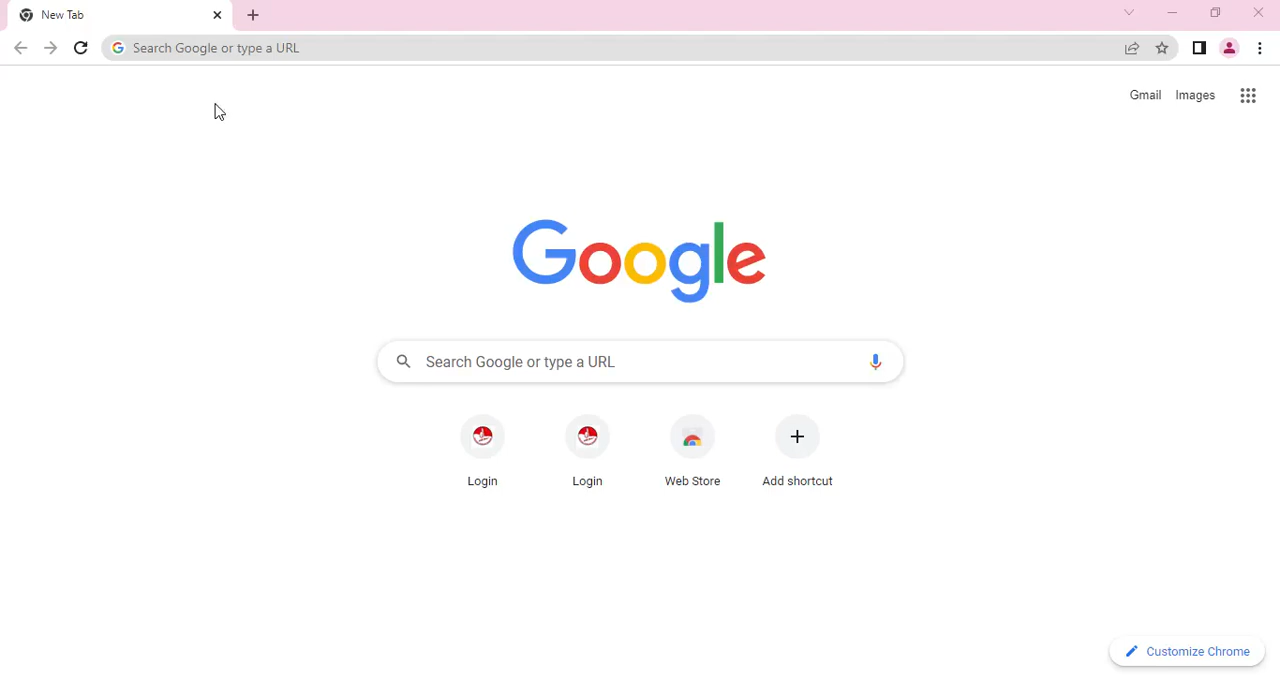 New Tab
Search Google or type a URL
Gmail Images
Google
Search Google or type a URL
Login Login Web Store Add shortcut
Customize Chrome